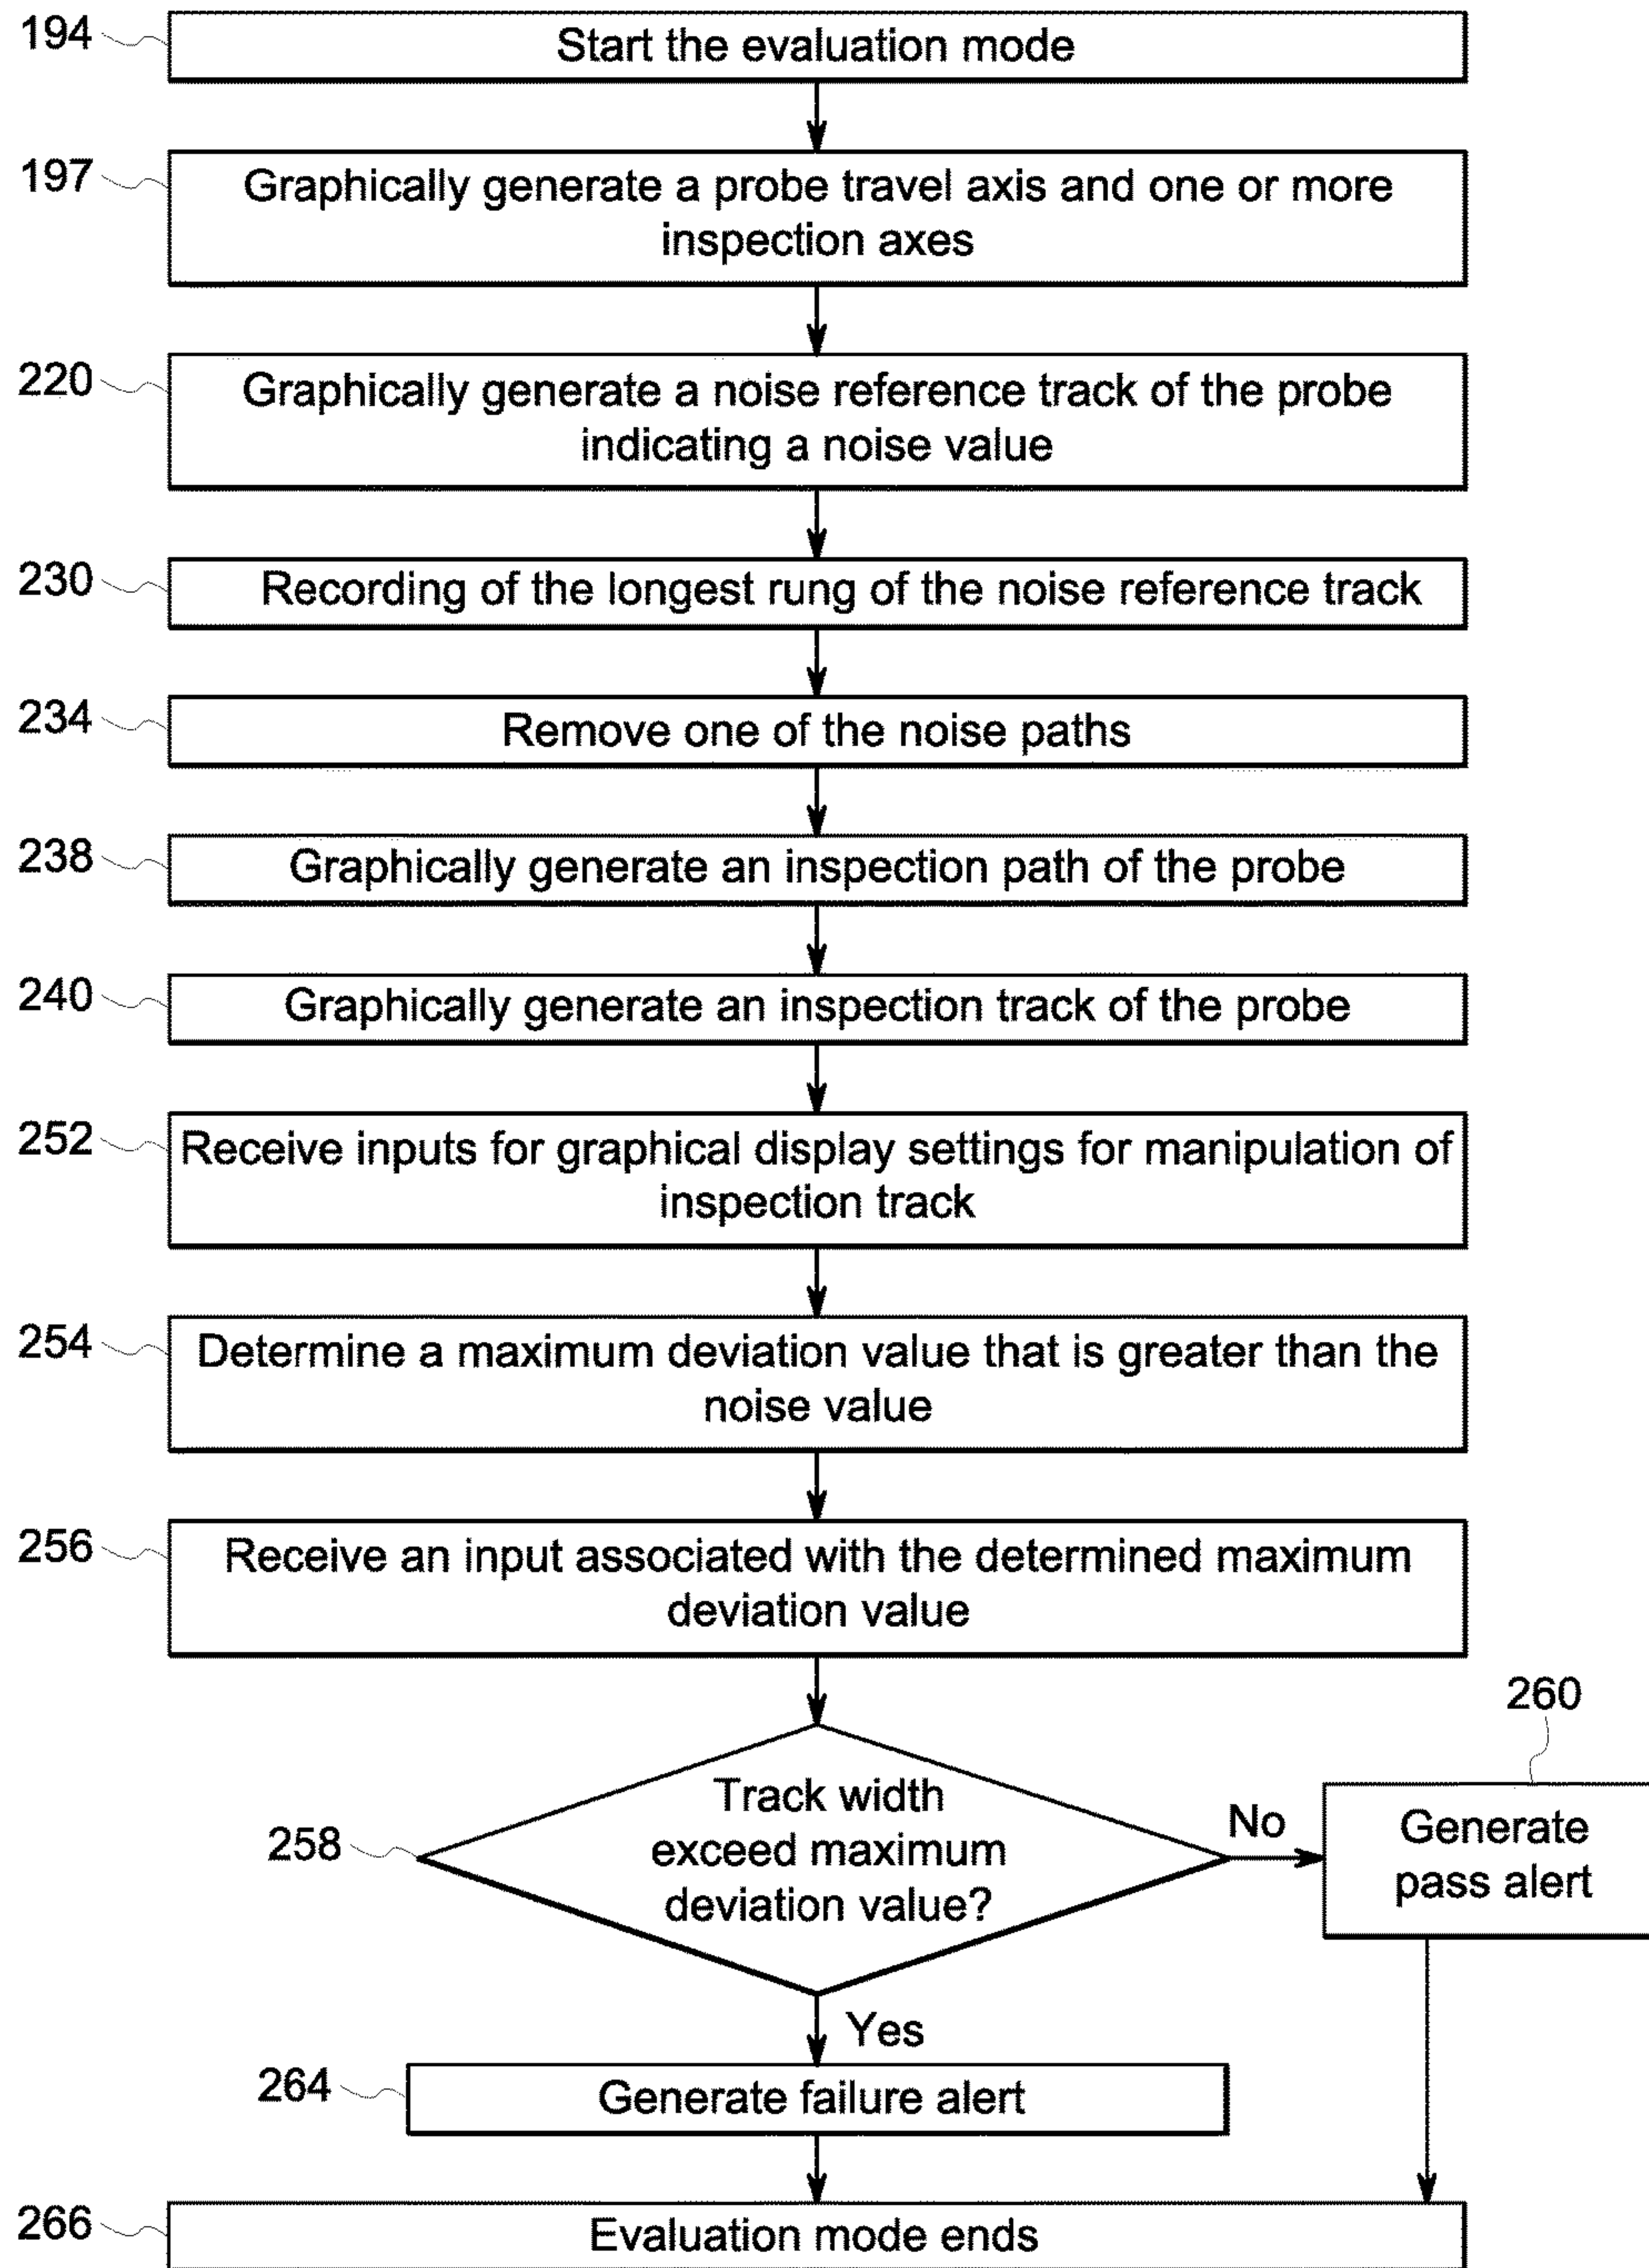 194
Start the evaluation mode
197
Graphically generate a probe travel axis and one or more
inspection axes
220
Graphically generate a noise reference track of the probe
indicating a noise value
230
Recording of the longest rung of the noise reference track
234
Remove one of the noise paths
238
Graphically generate an inspection path of the probe
240
Graphically generate an inspection track of the probe
252
Receive inputs for graphical display settings for manipulation of
inspection track
254
Determine a maximum deviation value that is greater than the
noise value
256
Receive an input associated with the determined maximum
deviation value
258
Track width
exceed maximum
deviation value?
No
260
Generate
pass alert
Yes
264
Generate failure alert
266
Evaluation mode ends